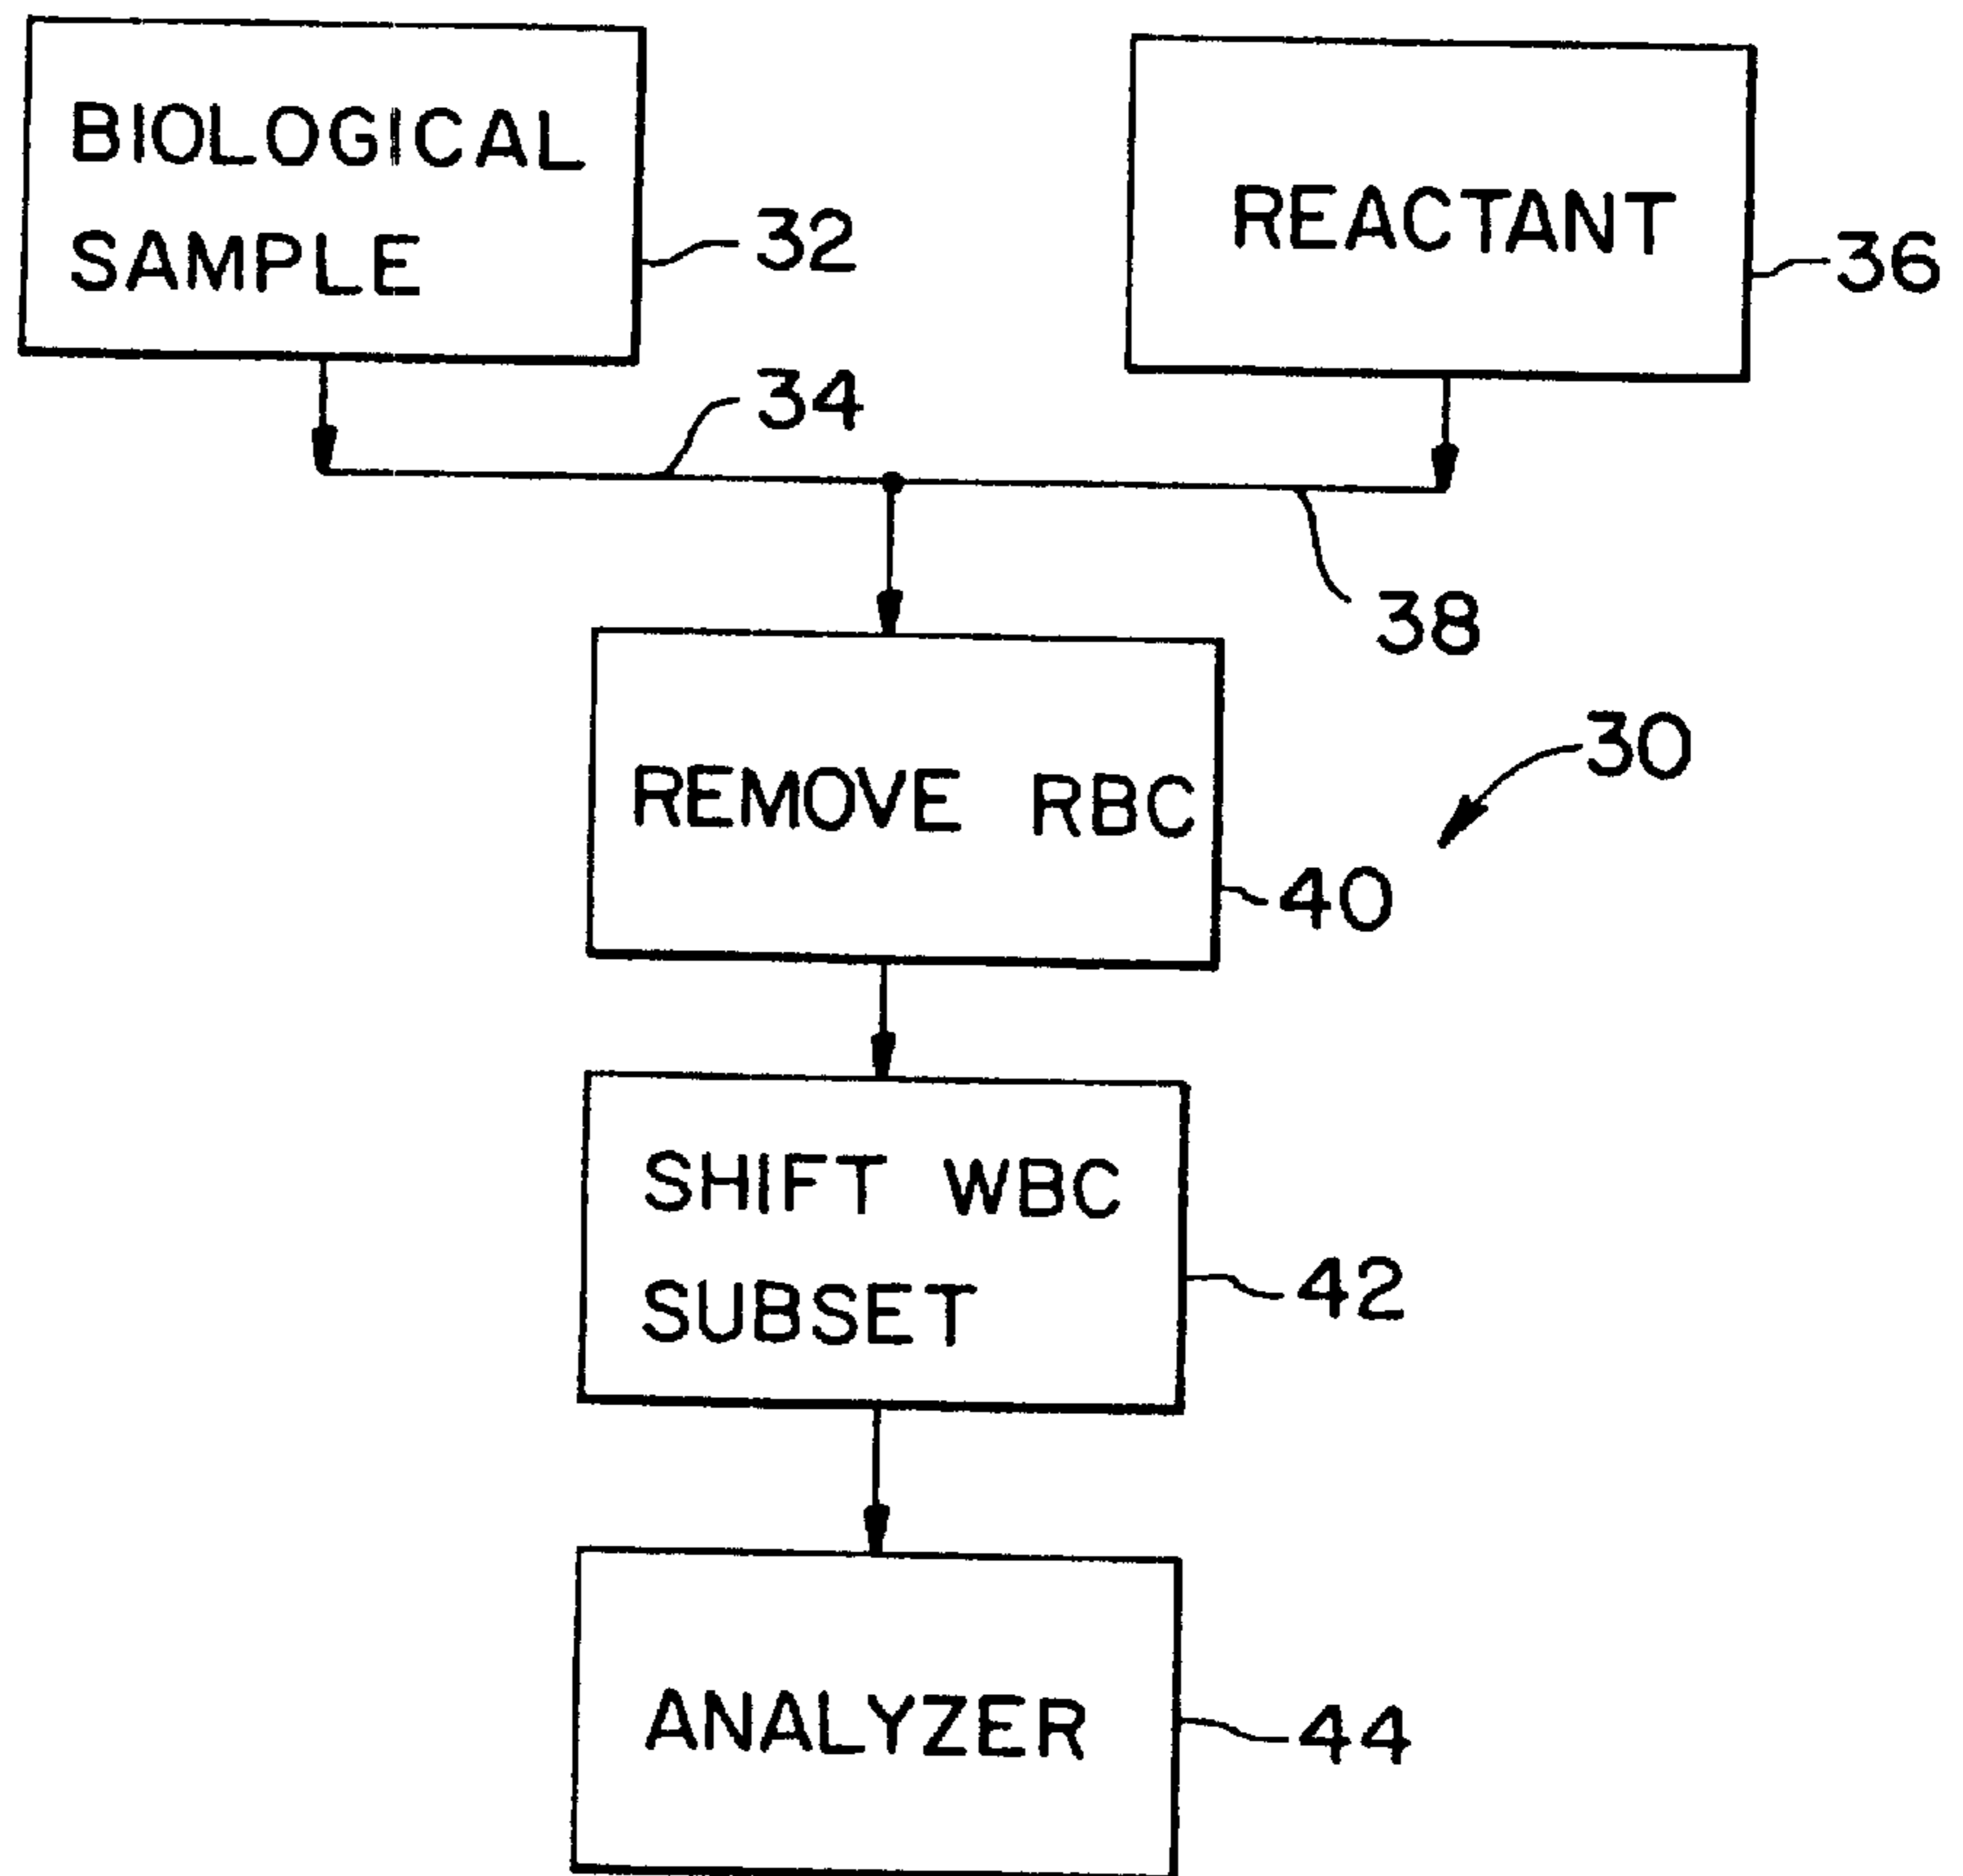 BIOLOGICAL
SAMPLE
32
REACTANT
36
34
38
REMOVE RBC
30
40
SHIFT WBC
SUBSET
42
ANALYZER
44